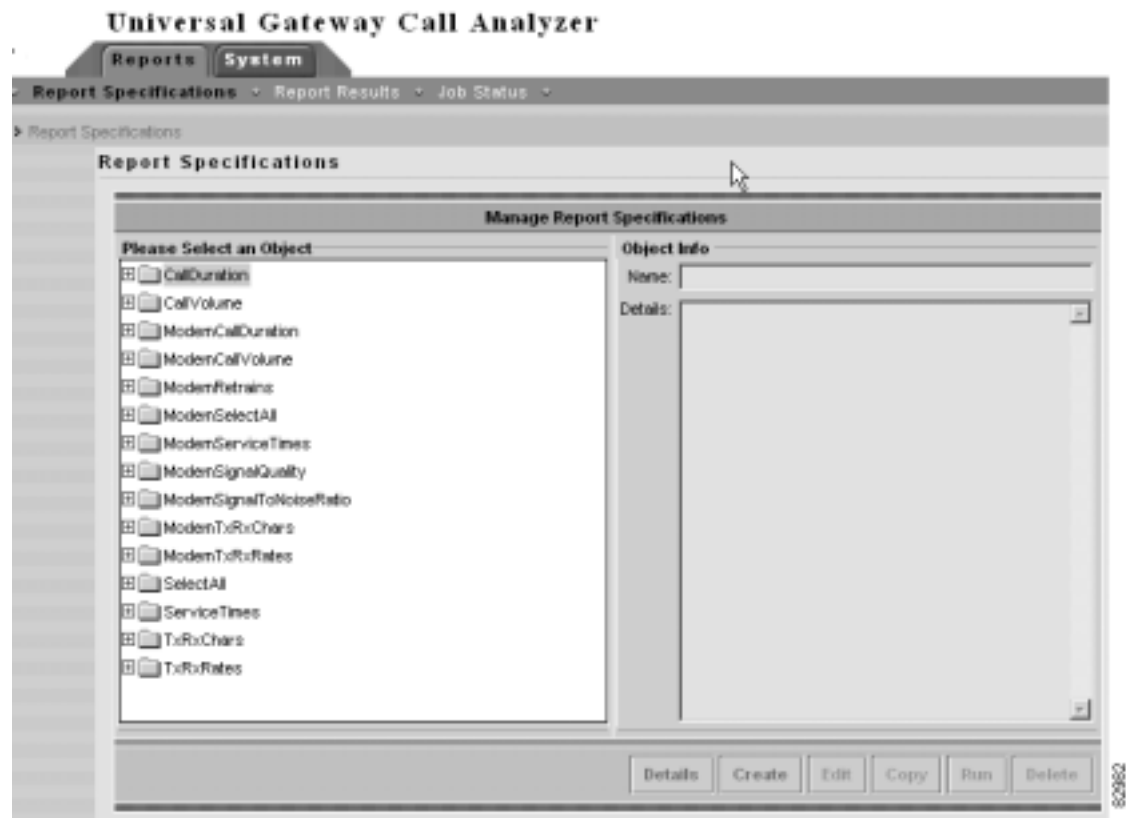 Universal Gateway Call Analyzer
Reports System
Report Specifications Report Results Job Status
Report Specifications
Report Specifications
Manage Report Specifications
Please Select an Object
CallDuration
CallVolume
ModemCallDuration
ModemCallVolume
ModemRetrains
ModemSelectAll
ModemServiceTimes
ModemSignalQuality
ModemSignalToNoiseRatio
ModemTxRxChars
ModemTxRxRates
SelectAll
ServiceTimes
TxRxChars
TxRxRates
Object Info
Name:
Details:
Details Create Edit Copy Run Delete
82982